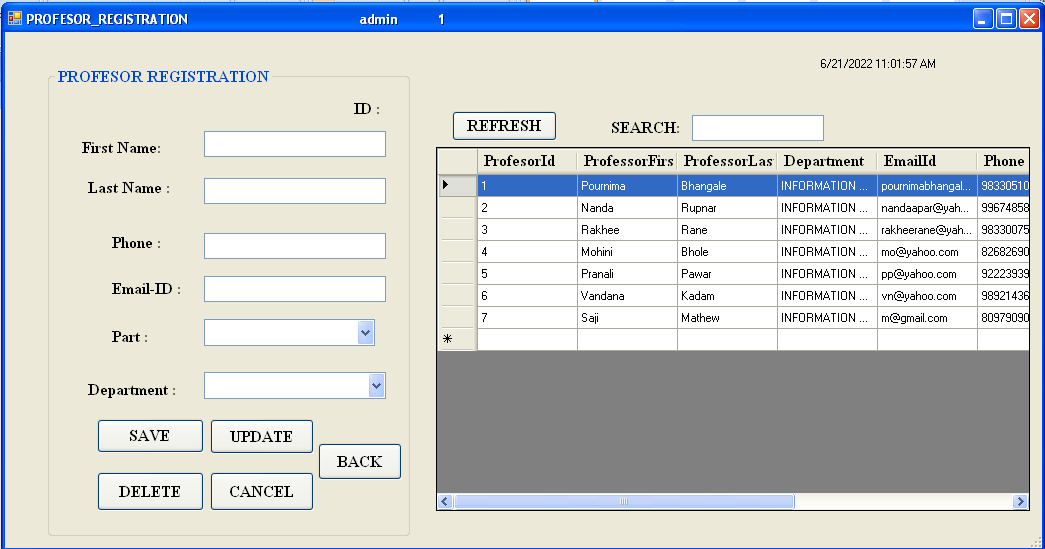 PROFESOR_REGISTRATION admin 1
6/21/2022 11:01:57 AM
PROFESOR REGISTRATION
ID :
First Name:
Last Name :
Phone :
Email-ID :
Part :
Department :
SAVE UPDATE
BACK
DELETE CANCEL
REFRESH SEARCH:
ProfesorId ProfessorFirs ProfessorLas Department EmailId Phone
1 Pournima Bhangale INFORMATION ... pournimabhangal... 98330510
2 Nanda Rupnar INFORMATION ... nandaapar@yah... 99674858
3 Rakhee Rane INFORMATION ... rakheerane@yah... 98330075
4 Mohini Bhole INFORMATION ... mo@yahoo.com 82682690
5 Pranali Pawar INFORMATION ... pp@yahoo.com 92223939
6 Vandana Kadam INFORMATION ... vn@yahoo.com 98921436
7 Saji Mathew INFORMATION ... m@gmail.com 80979090